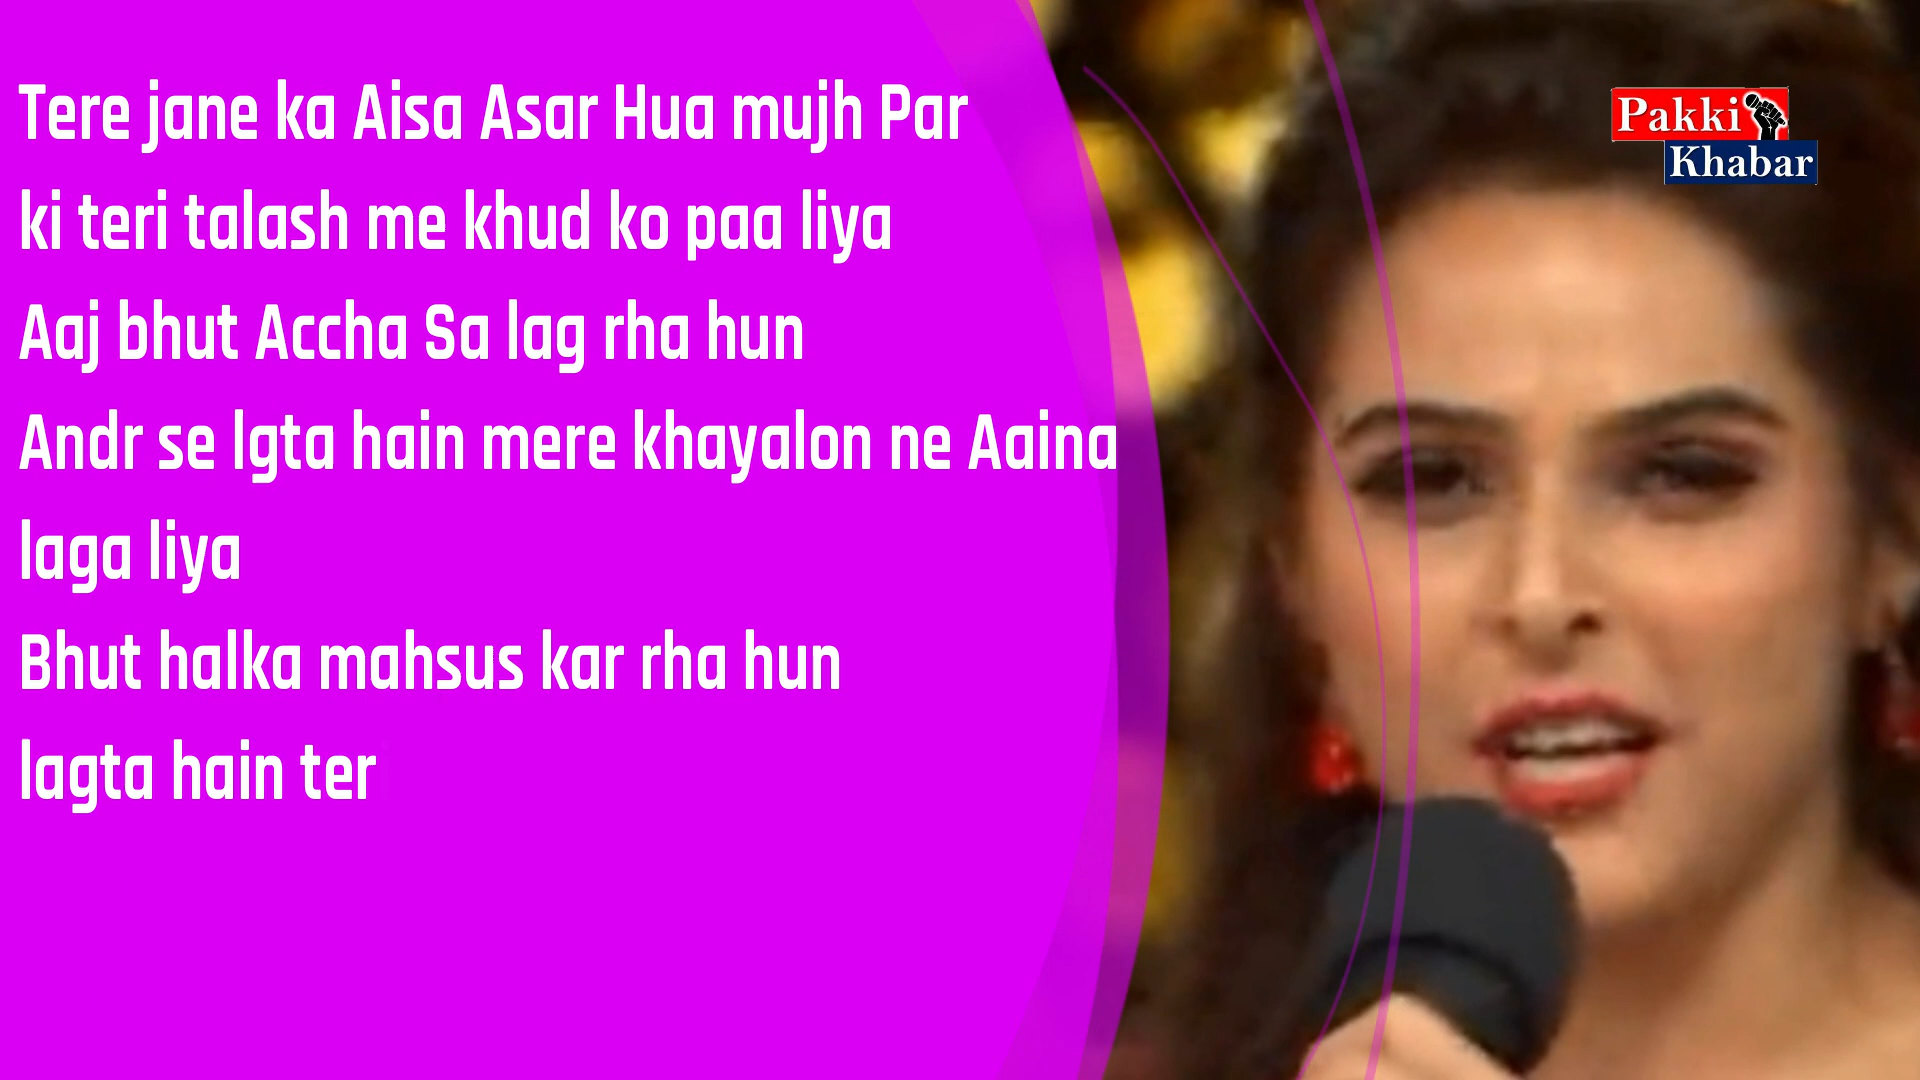 Tere jane ka Aisa Asar Hua mujh Par
ki teri talash me khud ko paa liya
Aaj bhut Accha Sa lag rha hun
Andr se lgta hain mere khayalon ne Aaina
laga liya
Bhut halka mahsus kar rha hun
lagta hain ter
Pakki
Khabar